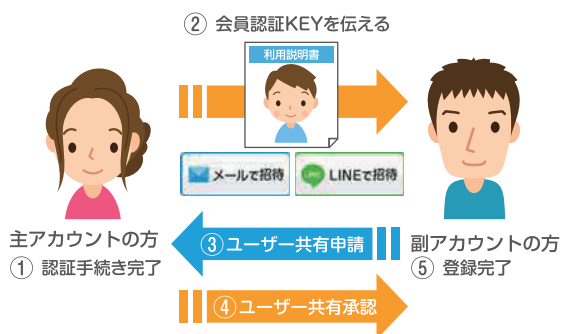 ② 会員認証KEYを伝える
利用説明書
メールで招待
LINEで招待
主アカウントの方
① 認証手続き完了
③ ユーザー共有申請
副アカウントの方
⑤ 登録完了
④ ユーザー共有承認